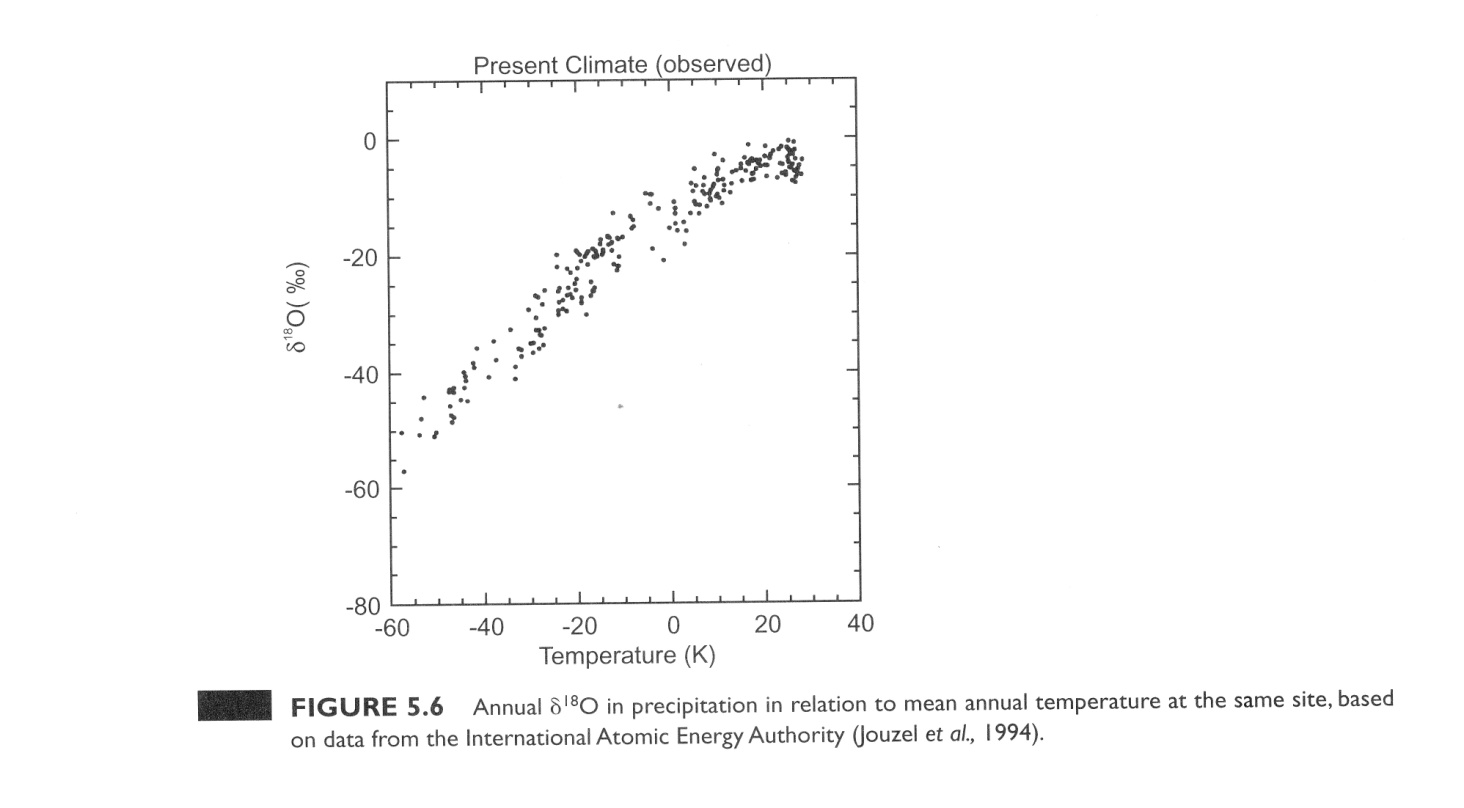 Present Climate (observed)
0
-20
-40
-60
-80
δ¹⁸O( ‰)
-60 -40 -20 0 20 40
Temperature (K)
FIGURE 5.6 Annual δ¹⁸O in precipitation in relation to mean annual temperature at the same site, based
on data from the International Atomic Energy Authority (Jouzel et al., 1994).